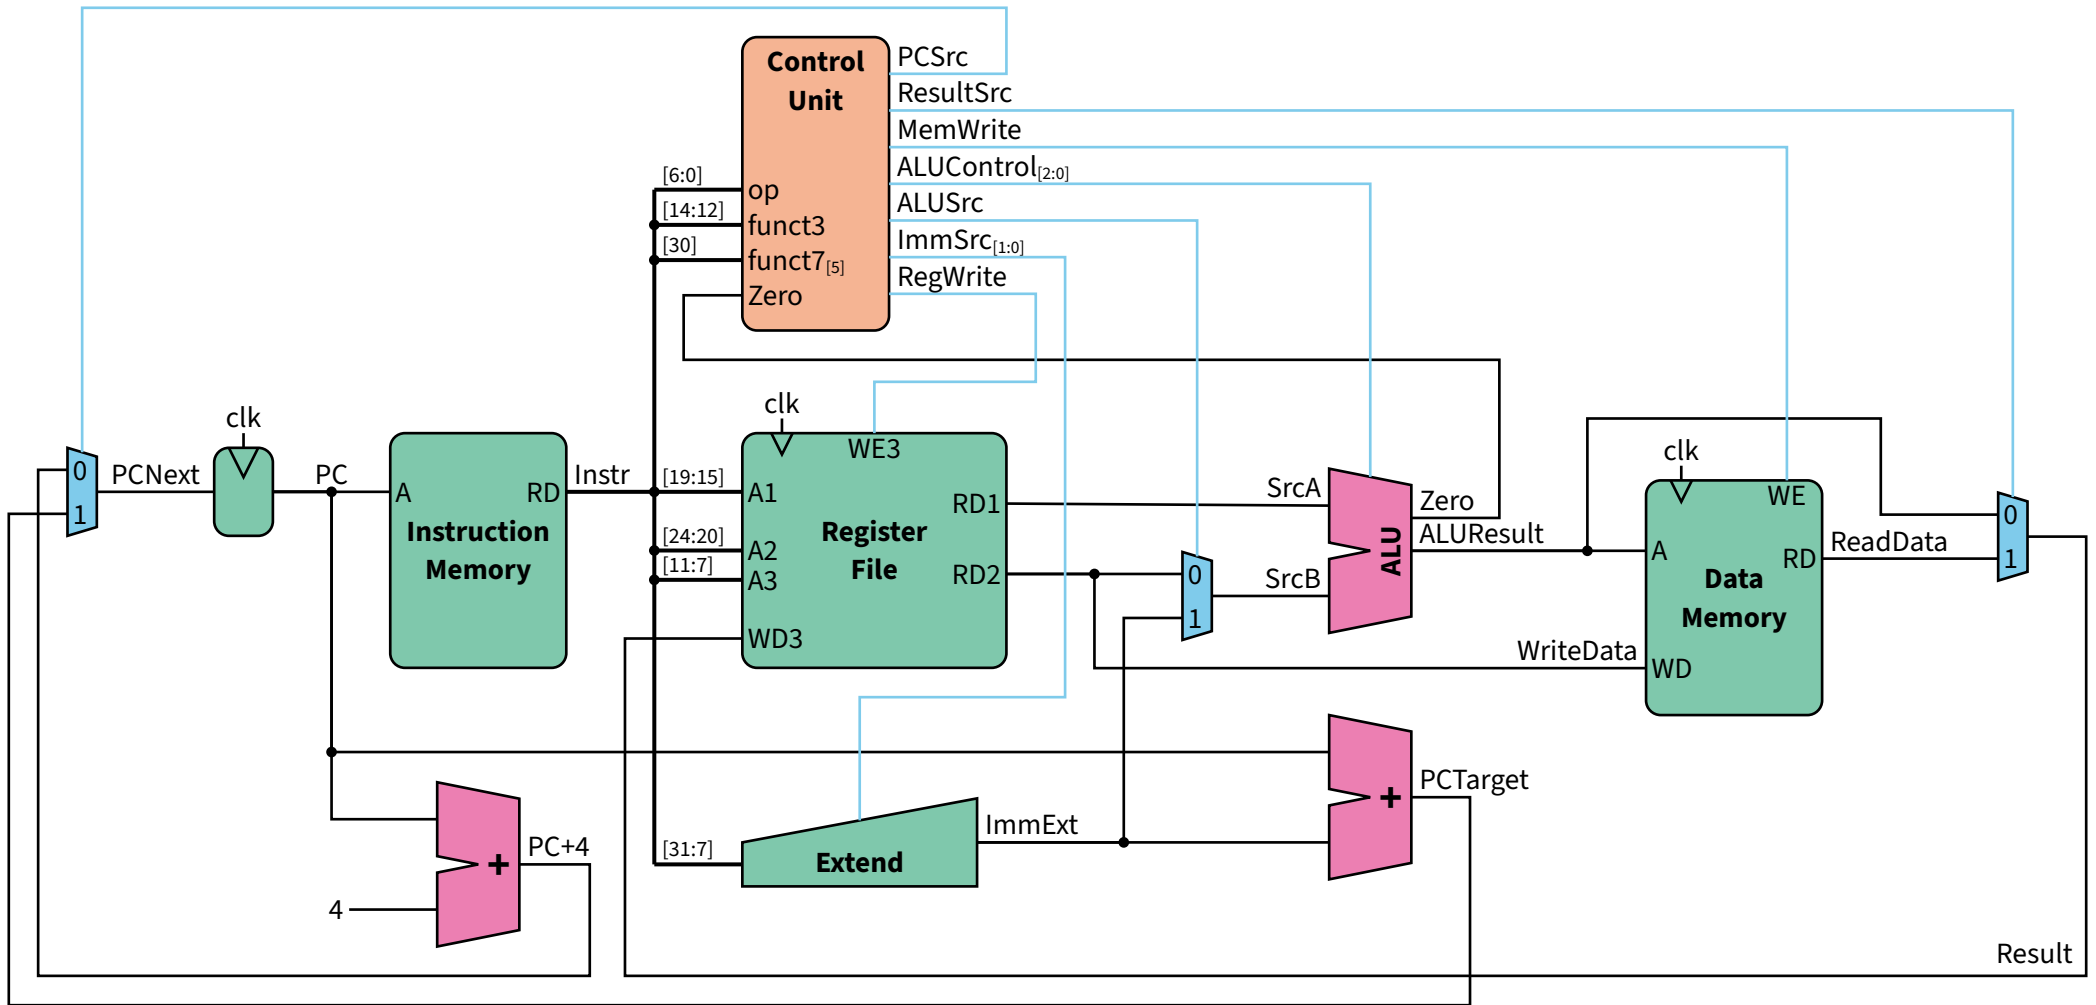 Control
Unit
PCSrc
ResultSrc
MemWrite
ALUControl[2:0]
ALUSrc
ImmSrc[1:0]
RegWrite
[6:0]
op
[14:12]
funct3
[30]
funct7[5]
Zero
clk
clk
clk
0
1
PCNext
PC
A
RD
Instruction
Memory
Instr
[19:15]
A1
[24:20]
A2
[11:7]
A3
WD3
WE3
RD1
RD2
Register
File
SrcA
0
1
SrcB
ALU
Zero
ALUResult
WriteData
A
WE
RD
WD
Data
Memory
ReadData
0
1
PCTarget
+
ImmExt
[31:7]
Extend
PC+4
+
4
Result